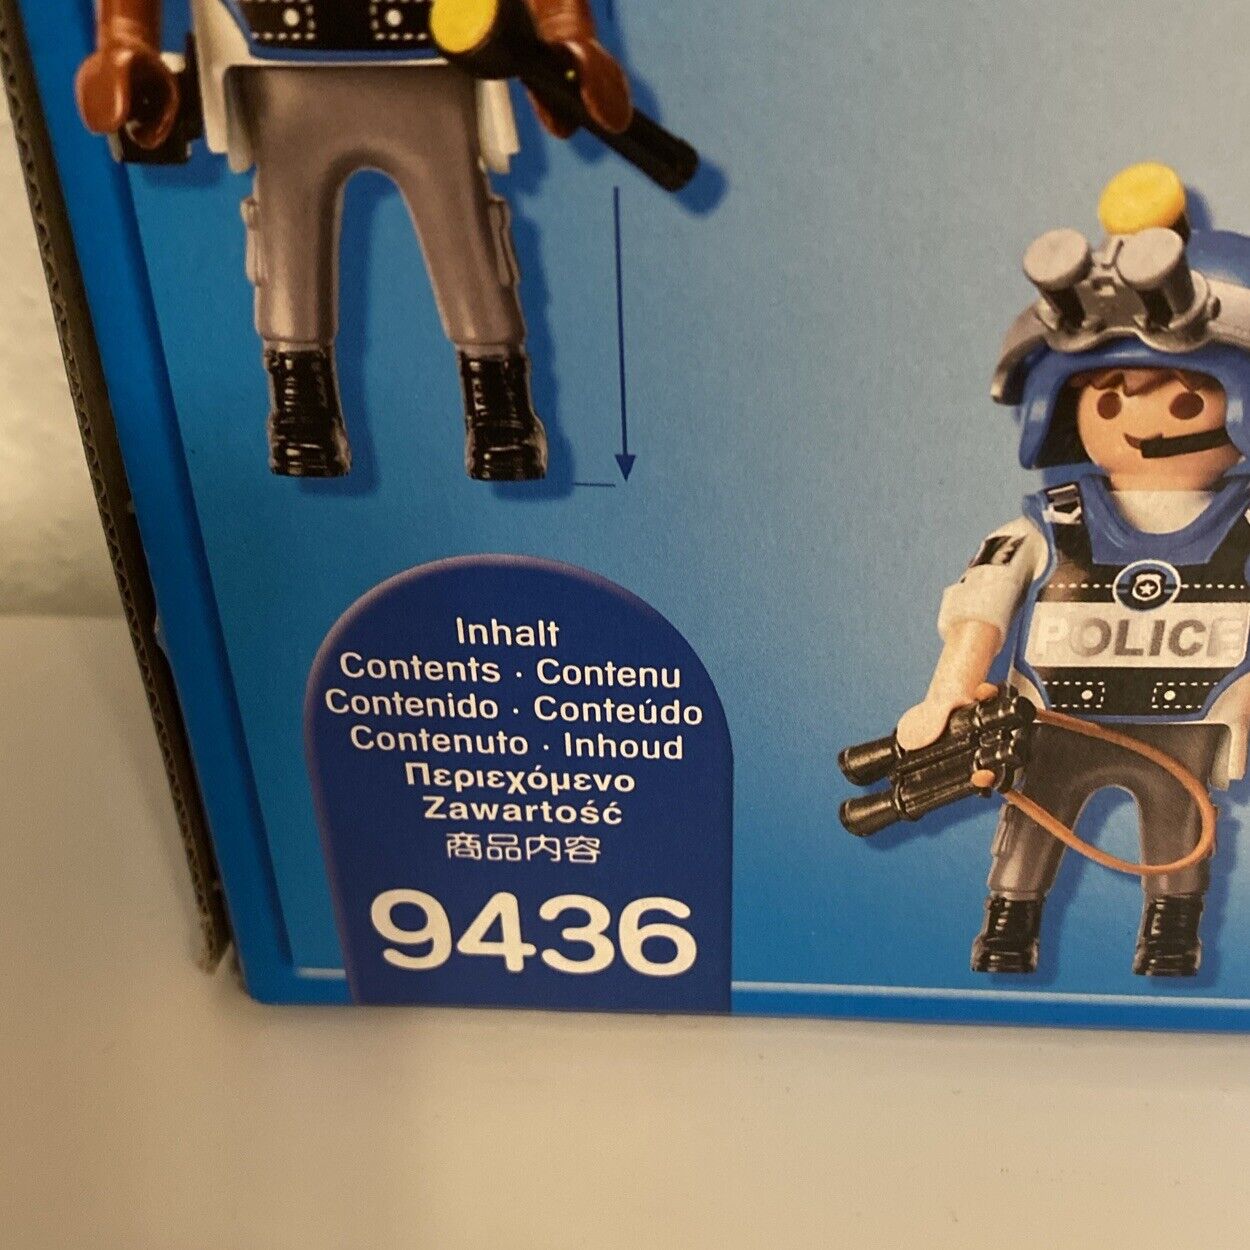 Inhalt
Contents · Contenu
Contenido · Conteúdo
Contenuto · Inhoud
Περιεχόμενο
Zawartość
商品内容
9436
POLICE